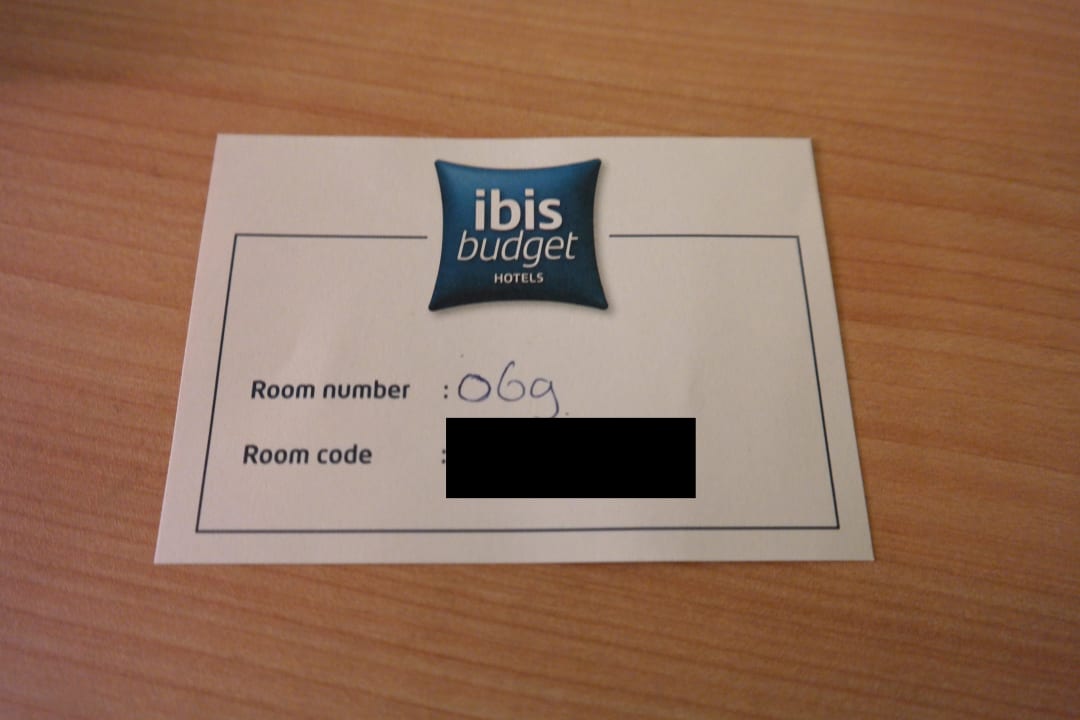 ibis
budget
HOTELS
Room number : 069
Room code :